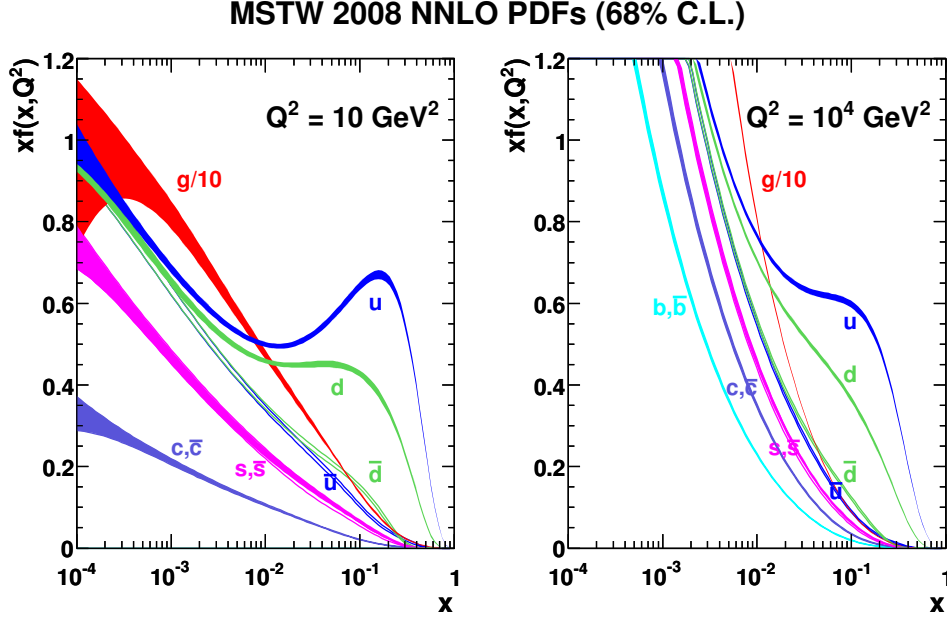 MSTW 2008 NNLO PDFs (68% C.L.)
xf(x,Q²)
1.2
1
0.8
0.6
0.4
0.2
0
Q² = 10 GeV²
g/10
u
d
c,c̅
s,s̅
u̅
d̅
10⁻⁴
10⁻³
10⁻²
10⁻¹
1
x
xf(x,Q²)
1.2
1
0.8
0.6
0.4
0.2
0
Q² = 10⁴ GeV²
g/10
b,b̅
u
d
c,c̅
s,s̅
d̅
u̅
10⁻⁴
10⁻³
10⁻²
10⁻¹
1
x